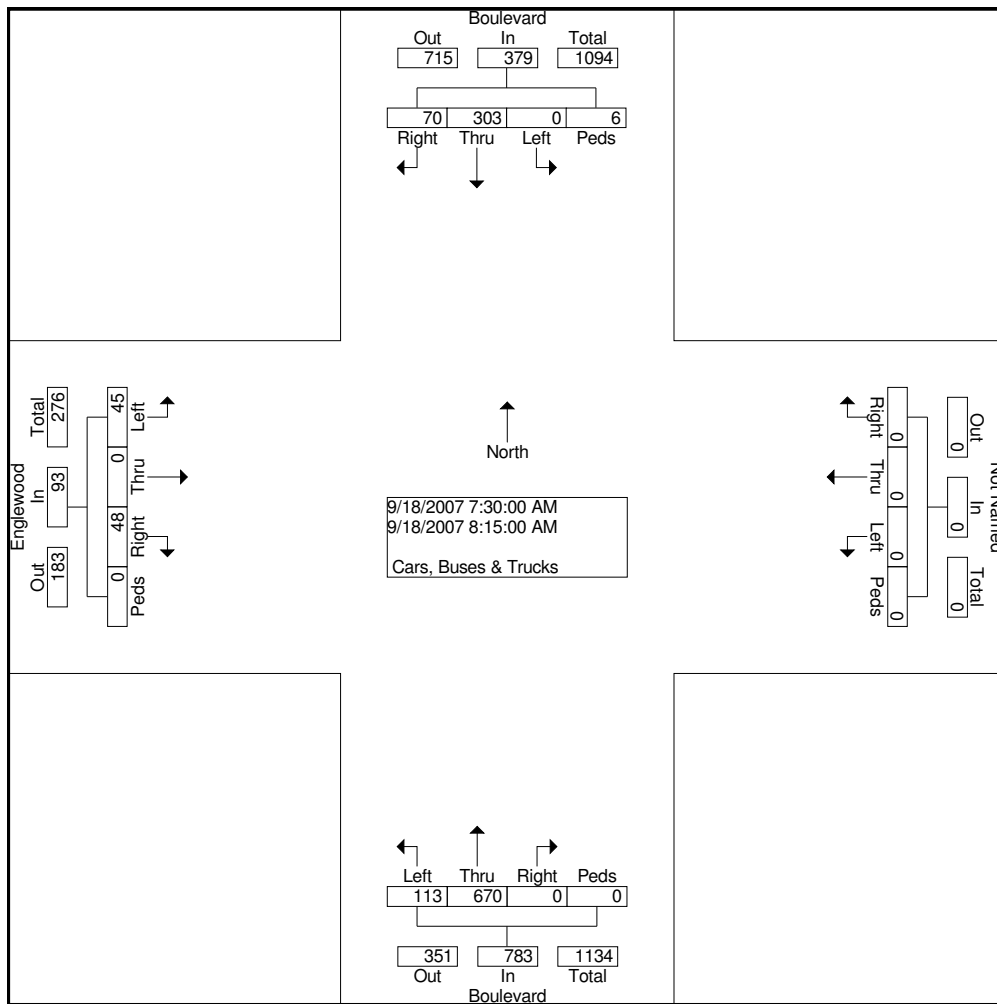 Boulevard
Out In Total
715 379 1094
70 303 0 6
Right Thru Left Peds
Englewood
Total In Out
276 93 183
45 0 48 0
Left Thru Right Peds
North
9/18/2007 7:30:00 AM
9/18/2007 8:15:00 AM
Cars, Buses & Trucks
Right Thru Left Peds
0 0 0 0
Out In Total
0 0 0
Not Named
Left Thru Right Peds
113 670 0 0
351 783 1134
Out In Total
Boulevard